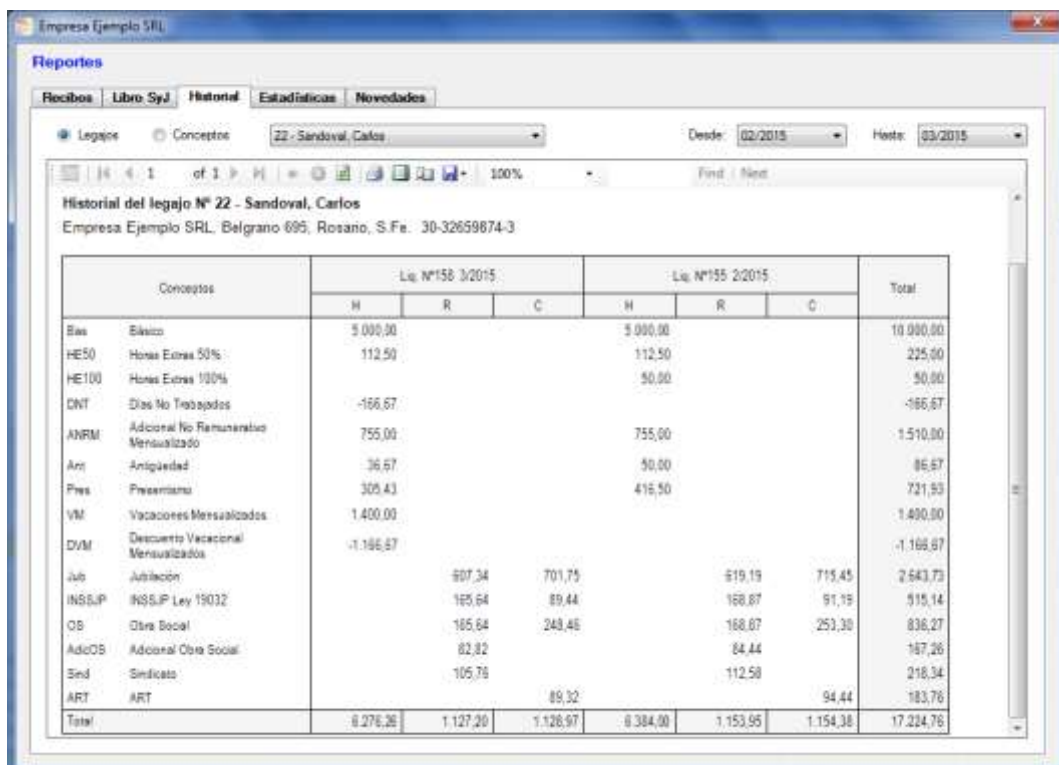 Empresa Ejemplo SRL
Reportes
Recibos Libro SyJ Historial Estadísticas Novedades
Legajos Conceptos 22 - Sandoval, Carlos Desde: 02/2015 Hasta: 03/2015
1 of 1 100% Find Next
Historial del legajo Nº 22 - Sandoval, Carlos
Empresa Ejemplo SRL, Belgrano 695, Rosario, S.Fe. 30-32659874-3
Conceptos Liq. Nº158 3/2015 Liq. Nº155 2/2015 Total
H R C H R C
Bas Básico 5.000,00 5.000,00 10.000,00
HE50 Horas Extras 50% 112,50 112,50 225,00
HE100 Horas Extras 100% 50,00 50,00
DNT Días No Trabajados -166,67 -166,67
ANRM Adicional No Remunerativo Mensualizado 755,00 755,00 1.510,00
Ant Antigüedad 36,67 50,00 86,67
Pres Presentismo 305,43 416,50 721,93
VM Vacaciones Mensualizados 1.400,00 1.400,00
DVM Descuento Vacacional Mensualizados -1.166,67 -1.166,67
Jub Jubilación 607,34 701,75 619,19 715,45 2.643,73
INSSJP INSSJP Ley 19032 165,64 89,44 168,87 91,19 515,14
OS Obra Social 165,64 248,46 168,87 253,30 836,27
AdicOS Adicional Obra Social 82,82 84,44 167,26
Sind Sindicato 105,76 112,58 218,34
ART ART 89,32 94,44 183,76
Total 6.276,26 1.127,20 1.128,97 6.384,00 1.153,95 1.154,38 17.224,76